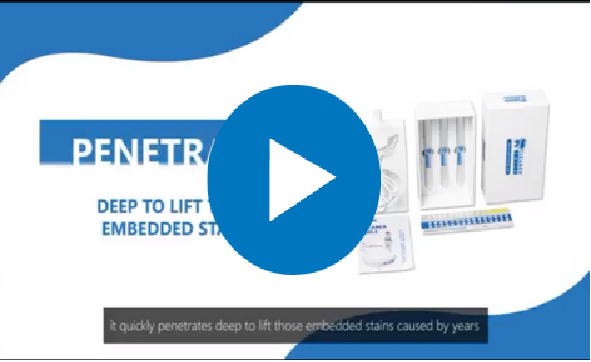 PENETRA
DEEP TO LIFT
EMBEDDED STA
it quickly penetrates deep to lift those embedded stains caused by years